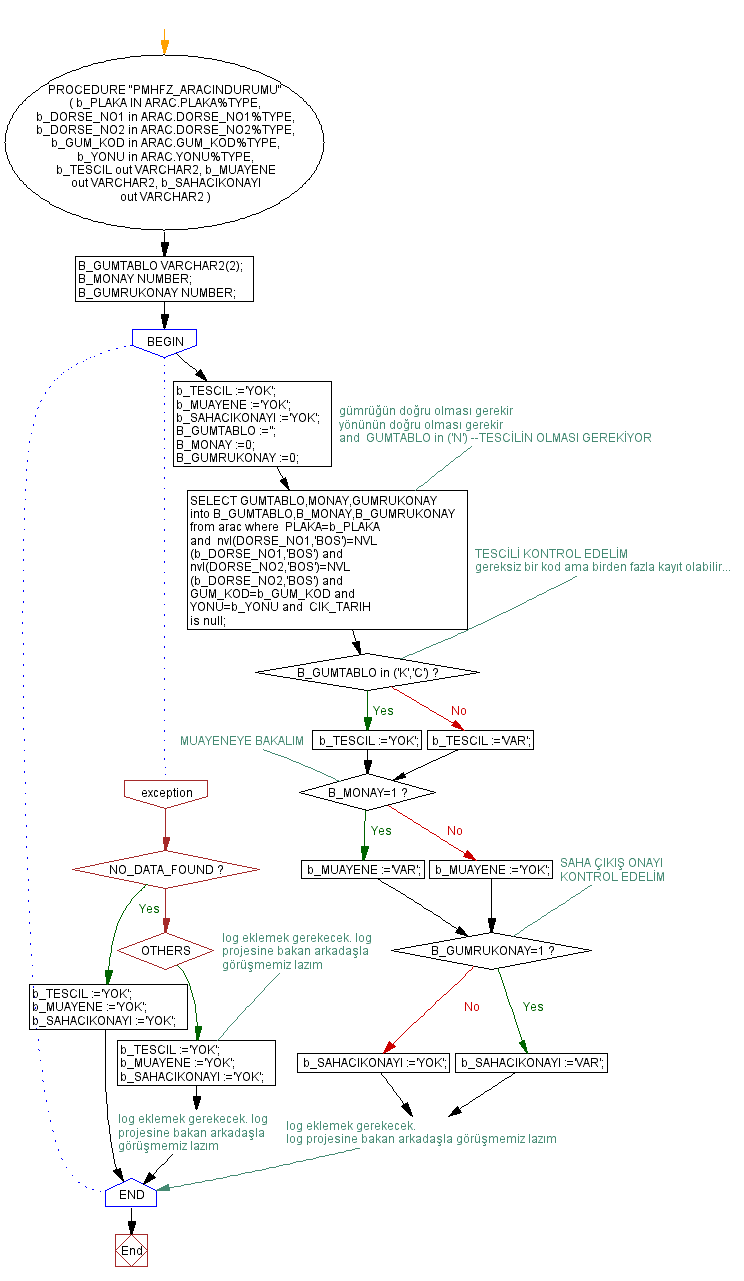 PROCEDURE "PMHFZ_ARACINDURUMU"
( b_PLAKA IN ARAC.PLAKA%TYPE,
b_DORSE_NO1 in ARAC.DORSE_NO1%TYPE,
b_DORSE_NO2 in ARAC.DORSE_NO2%TYPE,
b_GUM_KOD in ARAC.GUM_KOD%TYPE,
b_YONU in ARAC.YONU%TYPE,
b_TESCIL out VARCHAR2, b_MUAYENE
out VARCHAR2, b_SAHACIKONAYI
out VARCHAR2 )
B_GUMTABLO VARCHAR2(2);
B_MONAY NUMBER;
B_GUMRUKONAY NUMBER;
BEGIN
b_TESCIL :='YOK';
b_MUAYENE :='YOK';
b_SAHACIKONAYI :='YOK';
B_GUMTABLO :='';
B_MONAY :=0;
B_GUMRUKONAY :=0;
gümrüğün doğru olması gerekir
yönünün doğru olması gerekir
and  GUMTABLO in ('N') --TESCİLİN OLMASI GEREKİYOR
SELECT GUMTABLO,MONAY,GUMRUKONAY
into B_GUMTABLO,B_MONAY,B_GUMRUKONAY
from arac where  PLAKA=b_PLAKA
and  nvl(DORSE_NO1,'BOS')=NVL
(b_DORSE_NO1,'BOS') and
nvl(DORSE_NO2,'BOS')=NVL
(b_DORSE_NO2,'BOS') and
GUM_KOD=b_GUM_KOD and
YONU=b_YONU and  CIK_TARIH
is null;
TESCİLİ KONTROL EDELİM
gereksiz bir kod ama birden fazla kayıt olabilir...
B_GUMTABLO in ('K','C') ?
Yes
No
b_TESCIL :='YOK';
b_TESCIL :='VAR';
MUAYENEYE BAKALIM
B_MONAY=1 ?
Yes
No
b_MUAYENE :='VAR';
b_MUAYENE :='YOK';
SAHA ÇIKIŞ ONAYI
KONTROL EDELİM
B_GUMRUKONAY=1 ?
No
Yes
b_SAHACIKONAYI :='YOK';
b_SAHACIKONAYI :='VAR';
exception
NO_DATA_FOUND ?
Yes
OTHERS
log eklemek gerekecek. log
projesine bakan arkadaşla
görüşmemiz lazım
b_TESCIL :='YOK';
b_MUAYENE :='YOK';
b_SAHACIKONAYI :='YOK';
b_TESCIL :='YOK';
b_MUAYENE :='YOK';
b_SAHACIKONAYI :='YOK';
log eklemek gerekecek. log
projesine bakan arkadaşla
görüşmemiz lazım
log eklemek gerekecek.
log projesine bakan arkadaşla görüşmemiz lazım
END
End